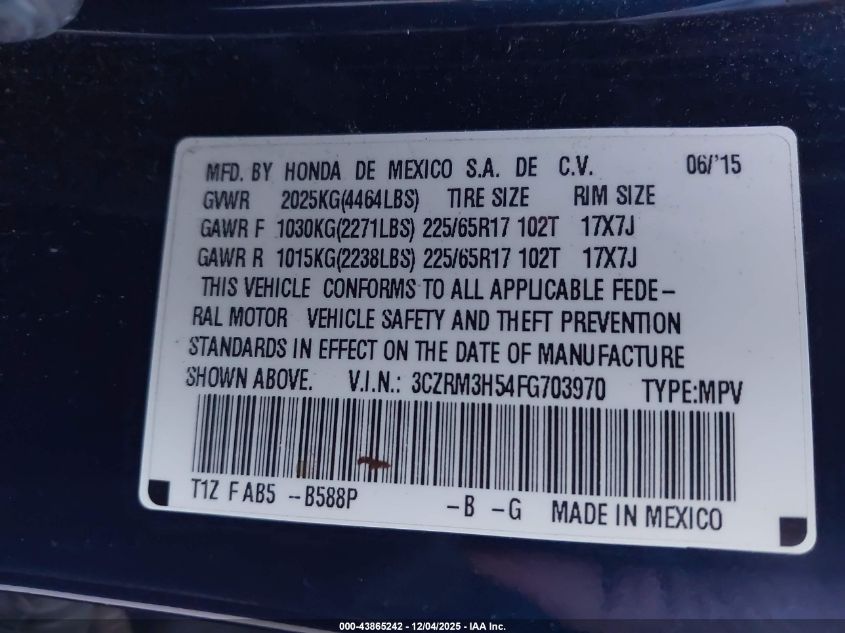 MFD. BY HONDA DE MEXICO S.A. DE C.V. 06/'15
GVWR 2025KG(4464LBS) TIRE SIZE RIM SIZE
GAWR F 1030KG(2271LBS) 225/65R17 102T 17X7J
GAWR R 1015KG(2238LBS) 225/65R17 102T 17X7J
THIS VEHICLE CONFORMS TO ALL APPLICABLE FEDE-
RAL MOTOR VEHICLE SAFETY AND THEFT PREVENTION
STANDARDS IN EFFECT ON THE DATE OF MANUFACTURE
SHOWN ABOVE. V.I.N.: 3CZRM3H54FG703970 TYPE:MPV
T1Z F AB5 -B588P -B -G MADE IN MEXICO
000-43865242 - 12/04/2025 - IAA Inc.